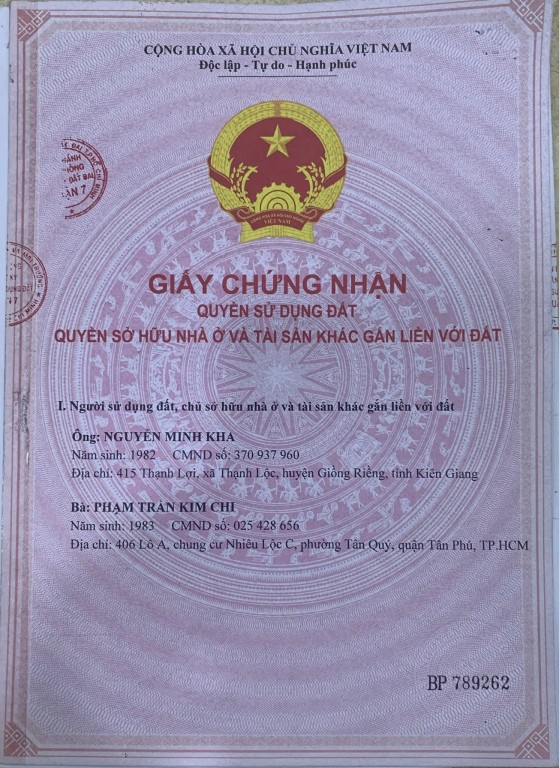 CỘNG HÒA XÃ HỘI CHỦ NGHĨA VIỆT NAM
Độc lập - Tự do - Hạnh phúc
GIẤY CHỨNG NHẬN
QUYỀN SỬ DỤNG ĐẤT
QUYỀN SỞ HỮU NHÀ Ở VÀ TÀI SẢN KHÁC GẮN LIỀN VỚI ĐẤT
I. Người sử dụng đất, chủ sở hữu nhà ở và tài sản khác gắn liền với đất
Ông: NGUYỄN MINH KHA
Năm sinh: 1982 CMND số: 370 937 960
Địa chỉ: 415 Thạnh Lợi, xã Thạnh Lộc, huyện Giồng Riềng, tỉnh Kiên Giang
Bà: PHẠM TRẦN KIM CHI
Năm sinh: 1983 CMND số: 025 428 656
Địa chỉ: 406 Lô A, chung cư Nhiêu Lộc C, phường Tân Quý, quận Tân Phú, TP.HCM
BP 789262